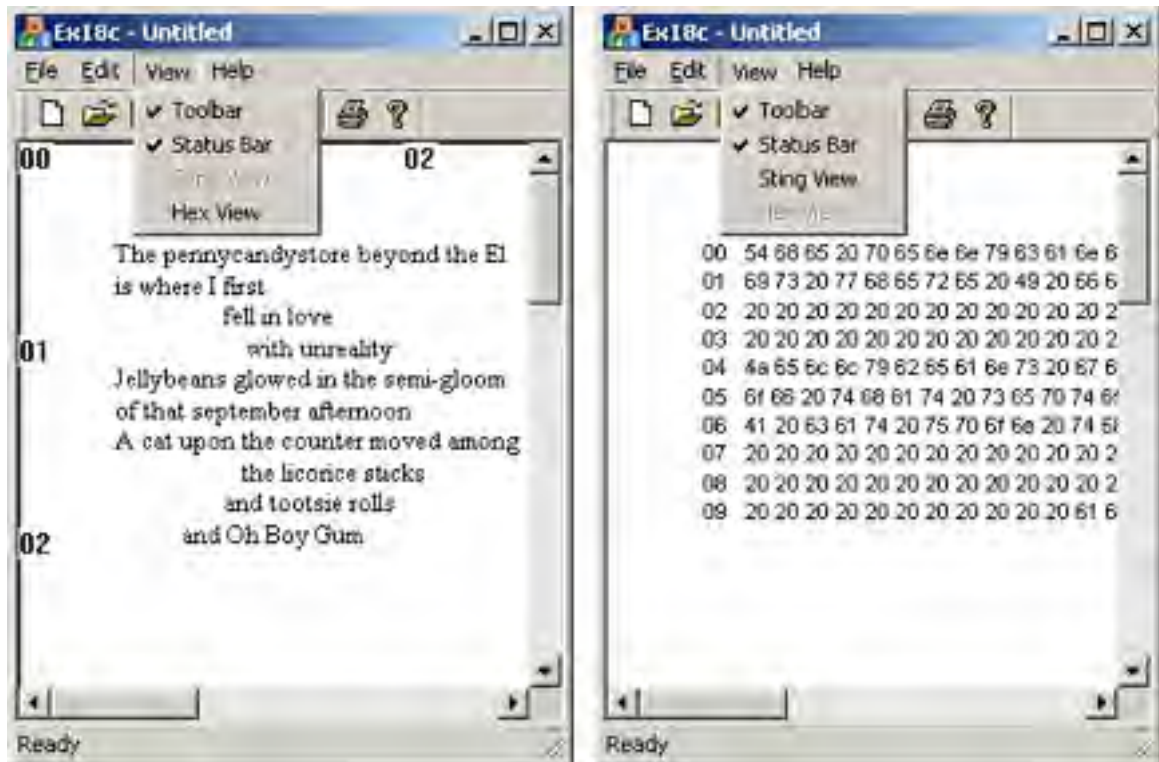 Ex18c - Untitled
File Edit View Help
Toolbar
Status Bar
Hex View
00 02
The pennycandystore beyond the El
is where I first
fell in love
01
with unreality
Jellybeans glowed in the semi-gloom
of that september afternoon
A cat upon the counter moved among
the licorice sticks
and tootsie rolls
02
and Oh Boy Gum
Ready
Ex18c - Untitled
File Edit View Help
Toolbar
Status Bar
Sting View
00 54 68 65 20 70 65 6e 6e 79 63 61 6e 6
01 69 73 20 77 68 65 72 65 20 49 20 66 6
02 20 20 20 20 20 20 20 20 20 20 20 20 2
03 20 20 20 20 20 20 20 20 20 20 20 20 2
04 4a 65 6c 6c 79 62 65 61 6e 73 20 67 6
05 6f 66 20 74 68 61 74 20 73 65 70 74 6
06 41 20 63 61 74 20 75 70 6f 6e 20 74 6
07 20 20 20 20 20 20 20 20 20 20 20 20 2
08 20 20 20 20 20 20 20 20 20 20 20 20 2
09 20 20 20 20 20 20 20 20 20 20 20 61 6
Ready